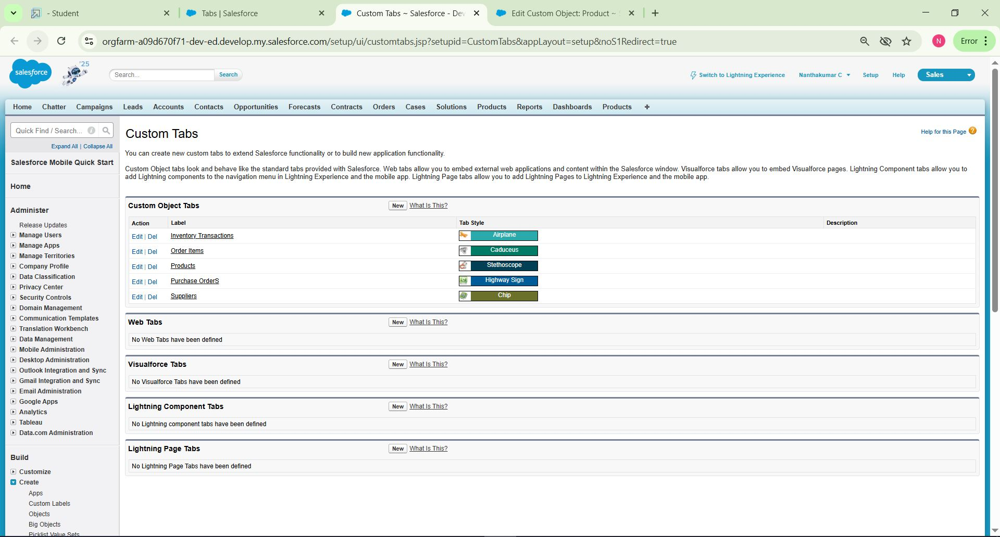 - Student
Tabs | Salesforce
Custom Tabs ~ Salesforce - Dev
Edit Custom Object: Product ~
orgfarm-a09d670f71-dev-ed.develop.my.salesforce.com/setup/ui/customtabs.jsp?setupid=CustomTabs&appLayout=setup&noS1Redirect=true
N
Error
salesforce
'25
Search...
Search
Switch to Lightning Experience
Nanthakumar C
Setup
Help
Sales
Home Chatter Campaigns Leads Accounts Contacts Opportunities Forecasts Contracts Orders Cases Solutions Products Reports Dashboards Products +
Quick Find / Search...
Expand All | Collapse All
Salesforce Mobile Quick Start
Home
Administer
Release Updates
Manage Users
Manage Apps
Manage Territories
Company Profile
Data Classification
Privacy Center
Security Controls
Domain Management
Communication Templates
Translation Workbench
Data Management
Mobile Administration
Desktop Administration
Outlook Integration and Sync
Gmail Integration and Sync
Email Administration
Google Apps
Analytics
Tableau
Data.com Administration
Build
Customize
Create
Apps
Custom Labels
Objects
Big Objects
Picklist Value Sets
Custom Tabs
Help for this Page ?
You can create new custom tabs to extend Salesforce functionality or to build new application functionality.
Custom Object tabs look and behave like the standard tabs provided with Salesforce. Web tabs allow you to embed external web applications and content within the Salesforce window. Visualforce tabs allow you to embed Visualforce pages. Lightning Component tabs allow you to
add Lightning components to the navigation menu in Lightning Experience and the mobile app. Lightning Page tabs allow you to add Lightning Pages to Lightning Experience and the mobile app.
Custom Object Tabs New What Is This?
Action Label Tab Style Description
Edit | Del Inventory Transactions Airplane
Edit | Del Order Items Caduceus
Edit | Del Products Stethoscope
Edit | Del Purchase OrderS Highway Sign
Edit | Del Suppliers Chip
Web Tabs New What Is This?
No Web Tabs have been defined
Visualforce Tabs New What Is This?
No Visualforce Tabs have been defined
Lightning Component Tabs New What Is This?
No Lightning component tabs have been defined
Lightning Page Tabs New What Is This?
No Lightning Page Tabs have been defined